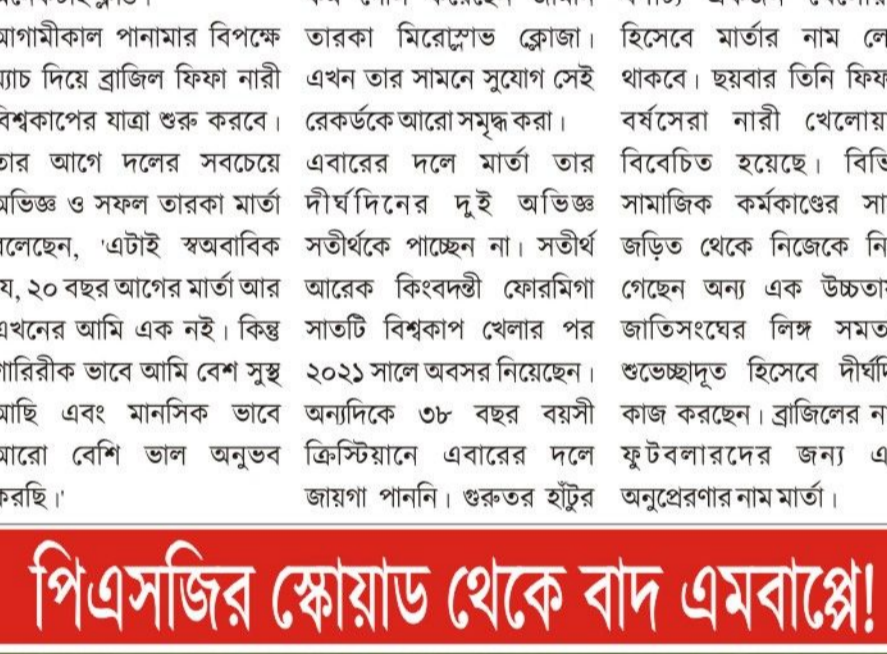 আগামীকাল পানামার বিপক্ষে
ম্যাচ দিয়ে ব্রাজিল ফিফা নারী
বিশ্বকাপের যাত্রা শুরু করবে।
তার আগে দলের সবচেয়ে
অভিজ্ঞ ও সফল তারকা মার্তা
বলেছেন, 'এটাই স্বঅবাবিক
যে, ২০ বছর আগের মার্তা আর
এখনের আমি এক নই। কিন্তু
শারিরীক ভাবে আমি বেশ সুস্থ
আছি এবং মানসিক ভাবে
আরো বেশি ভাল অনুভব
করছি।'
তারকা মিরোস্লাভ ক্লোজা।
এখন তার সামনে সুযোগ সেই
রেকর্ডকে আরো সমৃদ্ধ করা।
এবারের দলে মার্তা তার
দীর্ঘদিনের দুই অভিজ্ঞ
সতীর্থকে পাচ্ছেন না। সতীর্থ
আরেক কিংবদন্তী ফোরমিগা
সাতটি বিশ্বকাপ খেলার পর
২০২১ সালে অবসর নিয়েছেন।
অন্যদিকে ৩৮ বছর বয়সী
ক্রিস্টিয়ানে এবারের দলে
জায়গা পাননি। গুরুতর হাঁটুর
হিসেবে মার্তার নাম লে
থাকবে। ছয়বার তিনি ফিফ
বর্ষসেরা নারী খেলোয়
বিবেচিত হয়েছে। বিভি
সামাজিক কর্মকাণ্ডের সা
জড়িত থেকে নিজেকে নি
গেছেন অন্য এক উচ্চতা
জাতিসংঘের লিঙ্গ সমত
শুভেচ্ছাদূত হিসেবে দীর্ঘদি
কাজ করছেন। ব্রাজিলের ন
ফুটবলারদের জন্য এ
অনুপ্রেরণার নাম মার্তা।
পিএসজির স্কোয়াড থেকে বাদ এমবাপ্পে!